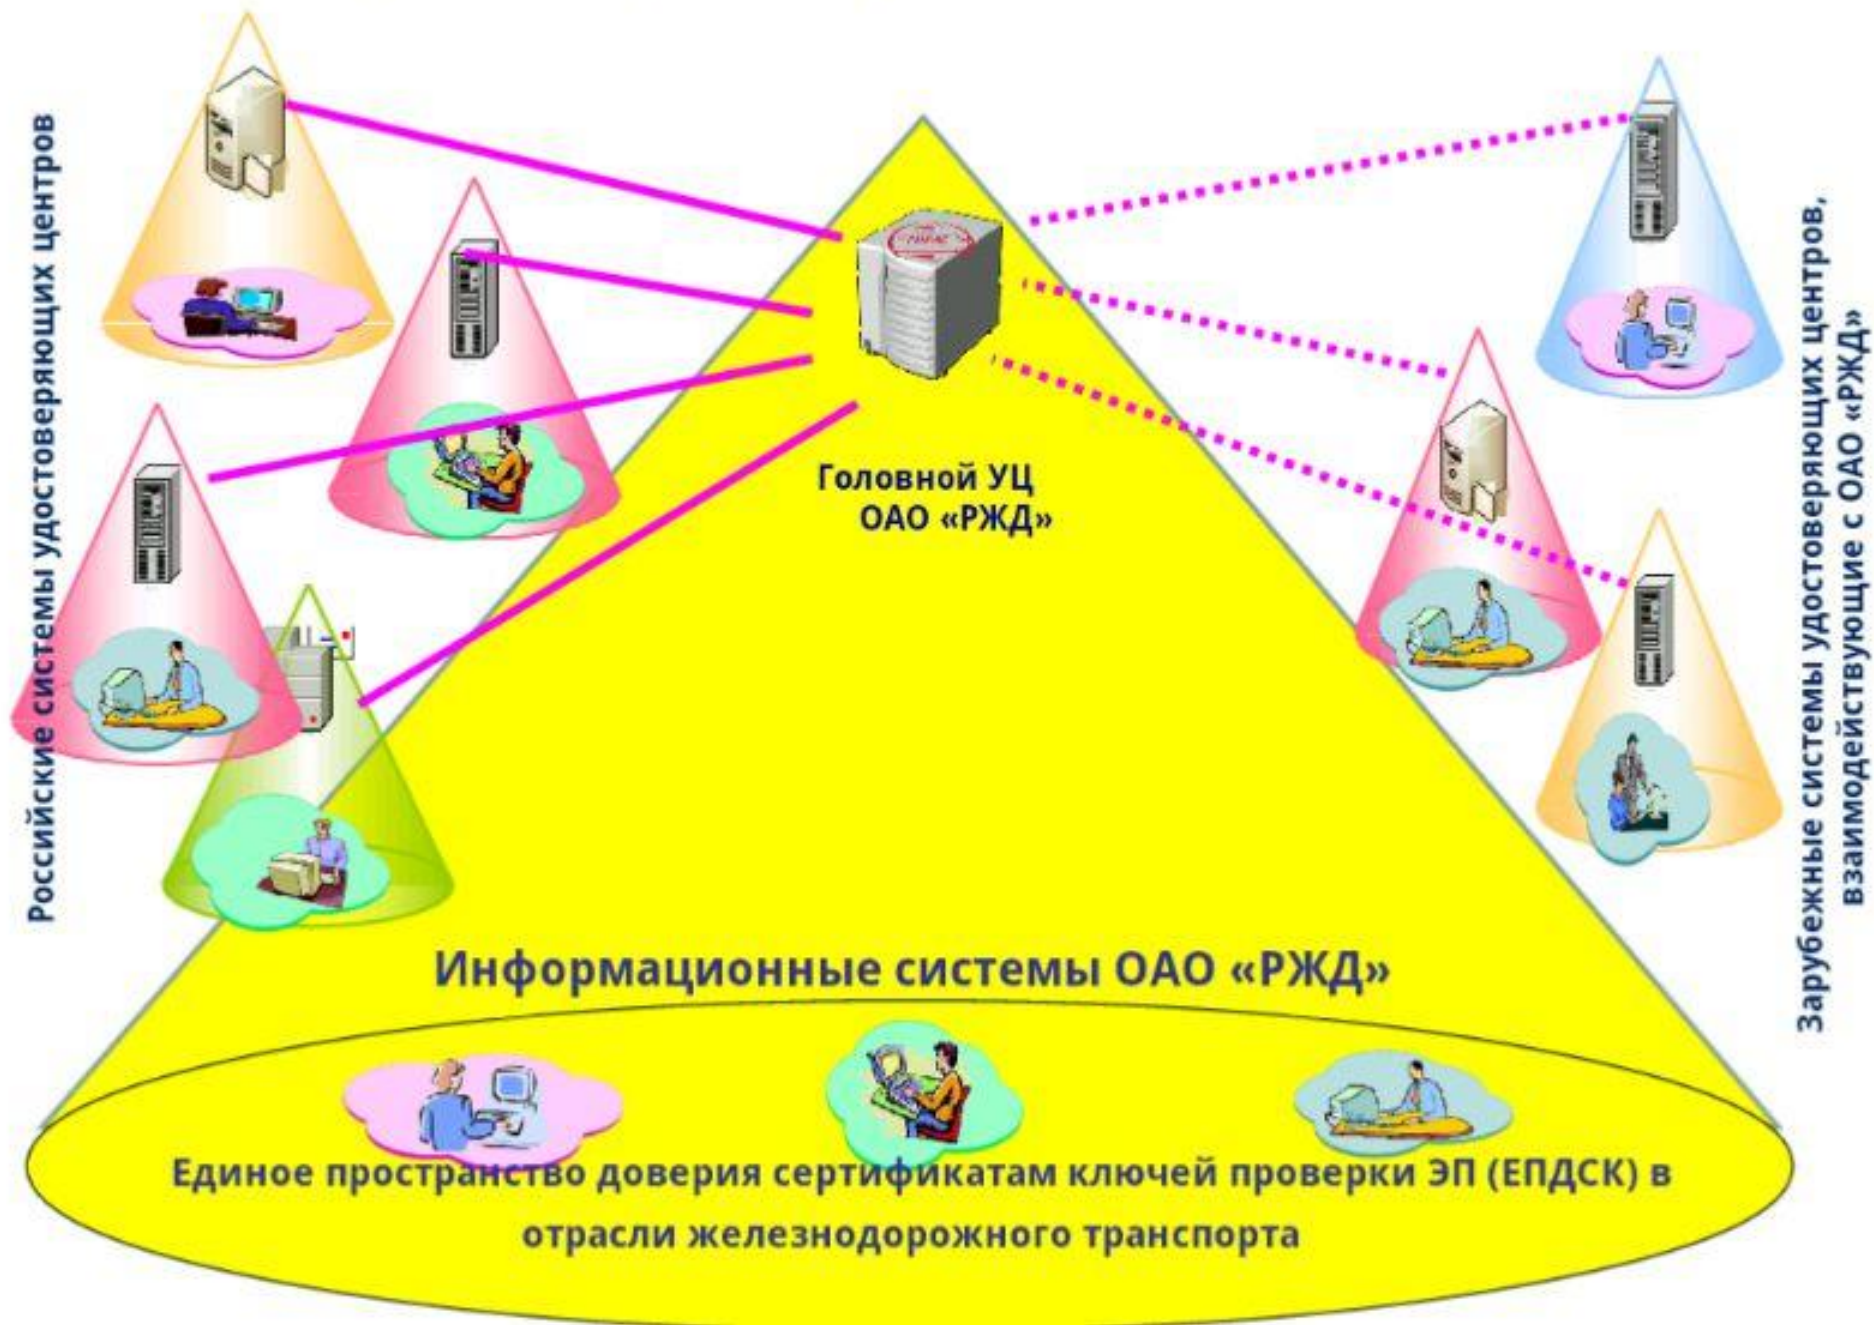 Российские системы удостоверяющих центров
Головной УЦ
ОАО «РЖД»
Зарубежные системы удостоверяющих центров,
взаимодействующие с ОАО «РЖД»
Информационные системы ОАО «РЖД»
Единое пространство доверия сертификатам ключей проверки ЭП (ЕПДСК) в
отрасли железнодорожного транспорта